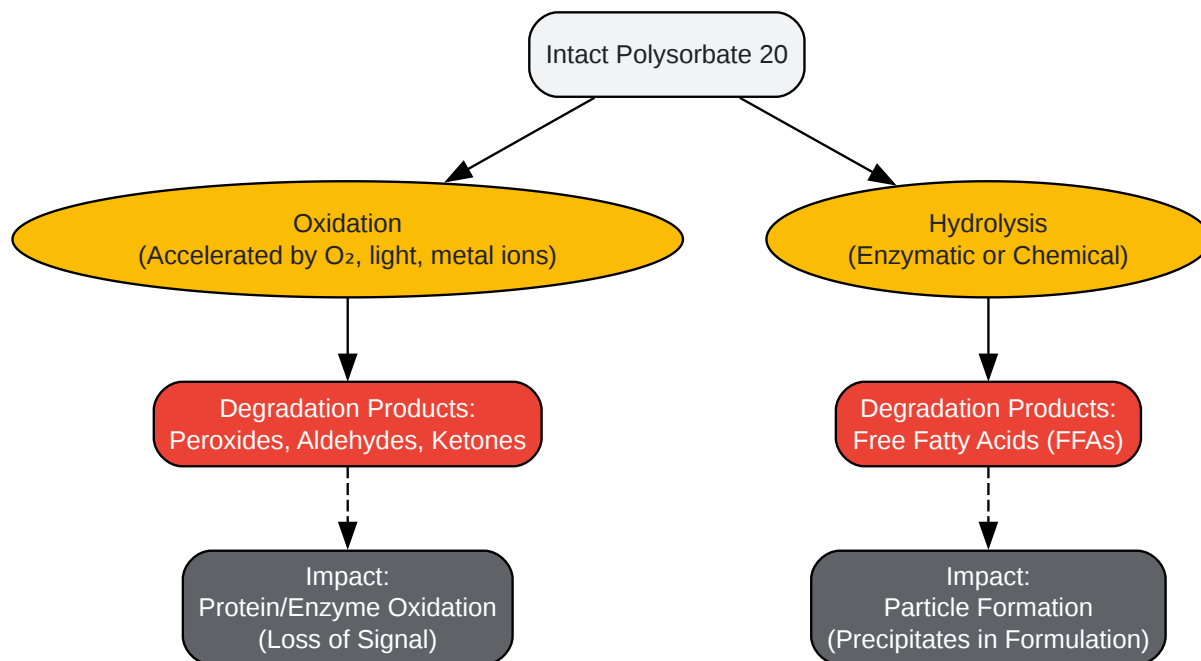 Intact Polysorbate 20
Oxidation
(Accelerated by O₂, light, metal ions)
Hydrolysis
(Enzymatic or Chemical)
Degradation Products:
Peroxides, Aldehydes, Ketones
Degradation Products:
Free Fatty Acids (FFAs)
Impact:
Protein/Enzyme Oxidation
(Loss of Signal)
Impact:
Particle Formation
(Precipitates in Formulation)